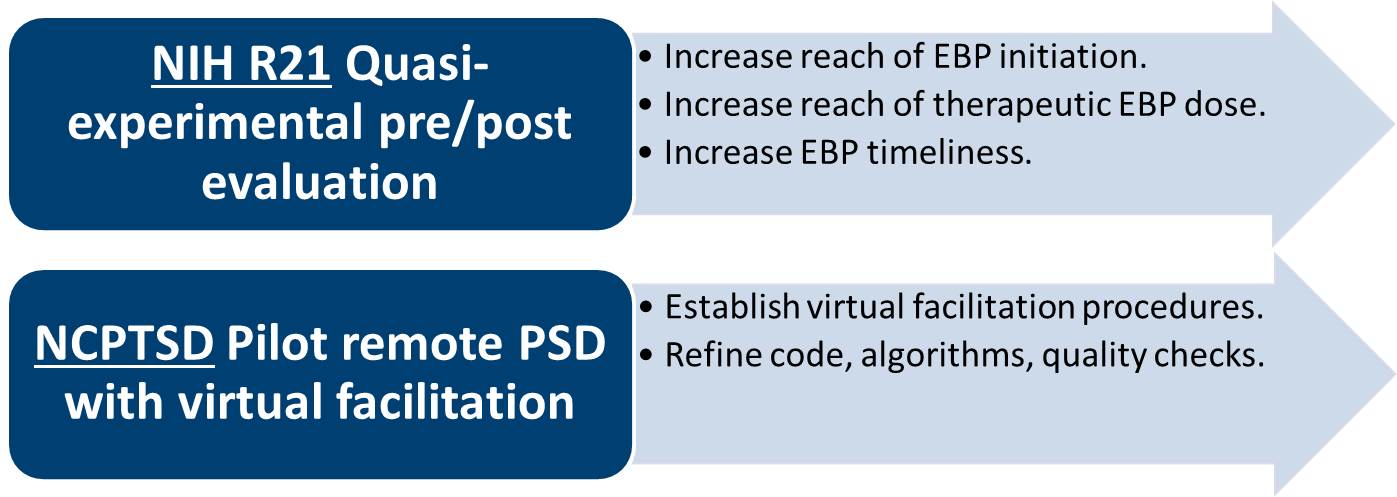 NIH R21 Quasi-
experimental pre/post
evaluation
• Increase reach of EBP initiation.
• Increase reach of therapeutic EBP dose.
• Increase EBP timeliness.
NCPTSD Pilot remote PSD
with virtual facilitation
• Establish virtual facilitation procedures.
• Refine code, algorithms, quality checks.